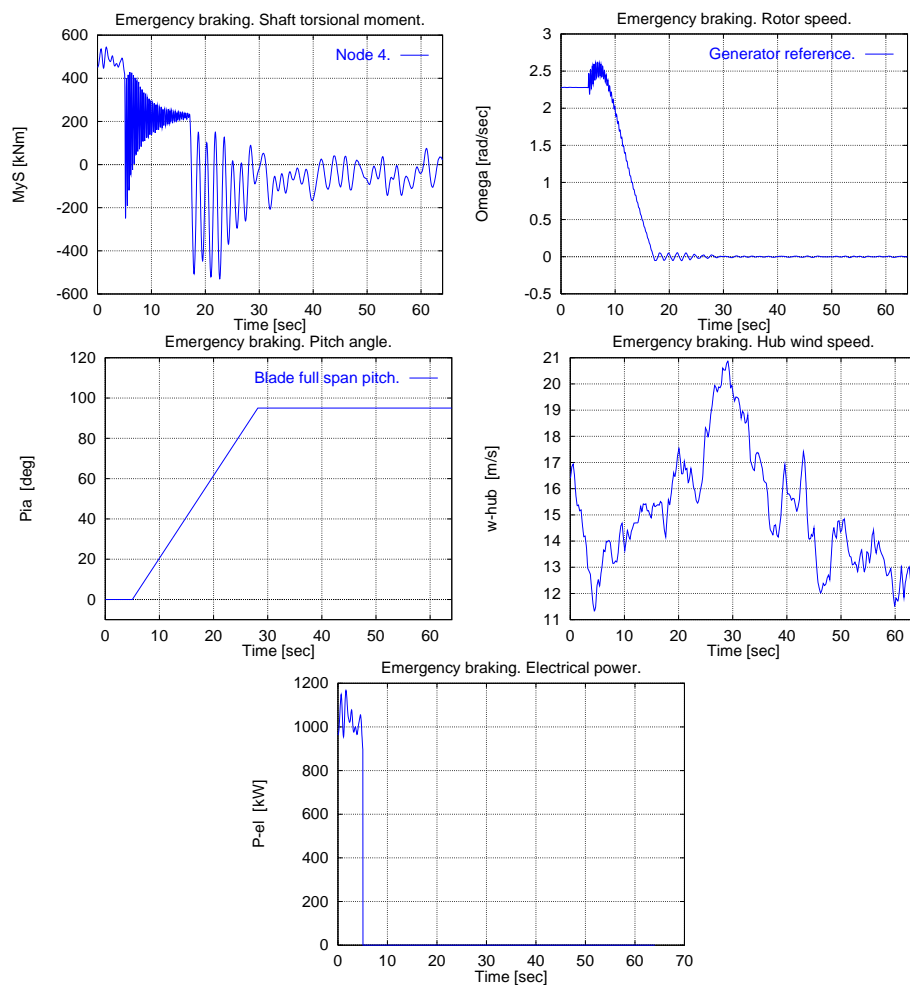 Emergency braking. Shaft torsional moment.
600
400
200
0
-200
-400
-600
MyS [kNm]
Node 4.
0 10 20 30 40 50 60
Time [sec]
Emergency braking. Rotor speed.
3
2.5
2
1.5
1
0.5
0
-0.5
Omega [rad/sec]
Generator reference.
0 10 20 30 40 50 60
Time [sec]
Emergency braking. Pitch angle.
120
100
80
60
40
20
0
Pia [deg]
Blade full span pitch.
0 10 20 30 40 50 60
Time [sec]
Emergency braking. Hub wind speed.
21
20
19
18
17
16
15
14
13
12
11
w-hub [m/s]
0 10 20 30 40 50 60
Time [sec]
Emergency braking. Electrical power.
1200
1000
800
600
400
200
0
P-el [kW]
0 10 20 30 40 50 60 70
Time [sec]